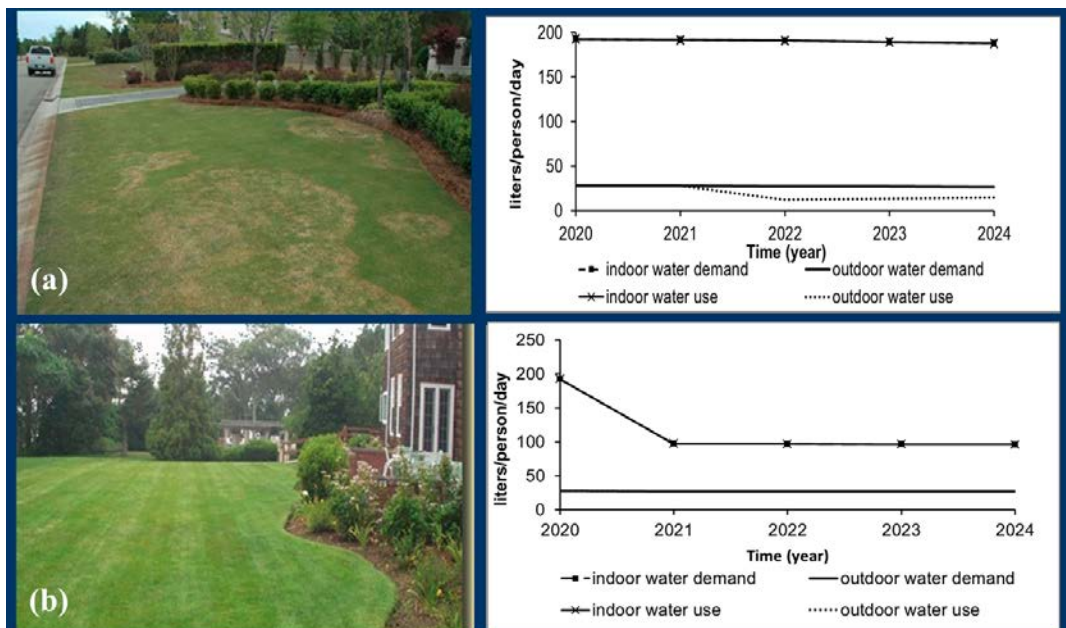 200
150
100
50
0
liters/person/day
2020 2021 2022 2023 2024
Time (year)
indoor water demand outdoor water demand
indoor water use outdoor water use
(a)
250
200
150
100
50
0
liters/person/day
2020 2021 2022 2023 2024
Time (year)
indoor water demand outdoor water demand
indoor water use outdoor water use
(b)